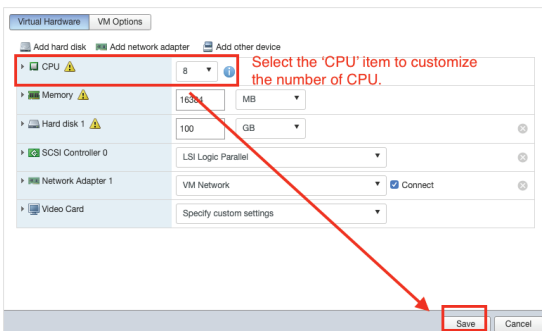 Virtual Hardware VM Options
Add hard disk Add network adapter Add other device
CPU 8
Select the 'CPU' item to customize
the number of CPU.
Memory 16384 MB
Hard disk 1 100 GB
SCSI Controller 0 LSI Logic Parallel
Network Adapter 1 VM Network Connect
Video Card Specify custom settings
Save Cancel